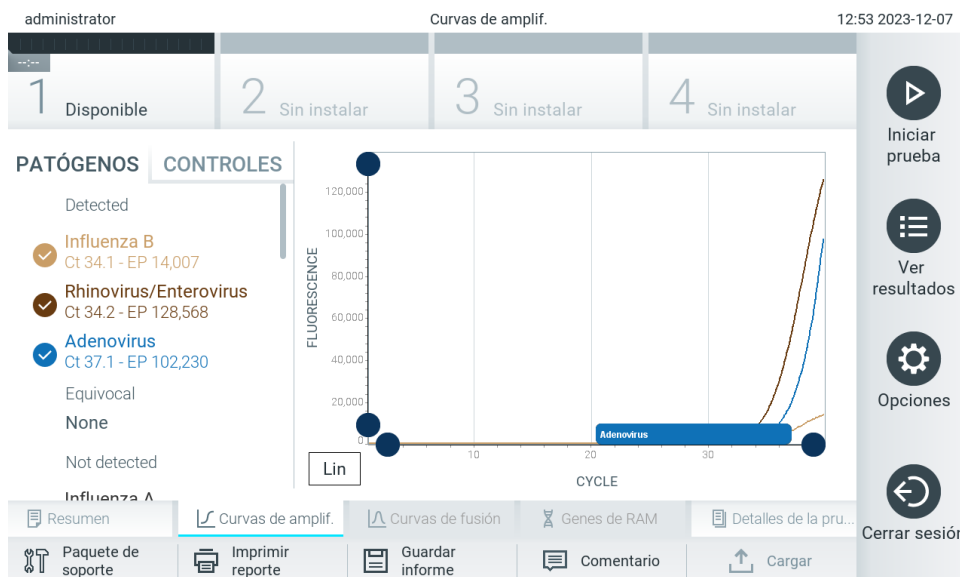 administrator
Curvas de amplif.
12:53 2023-12-07
--:--
1 Disponible
2 Sin instalar
3 Sin instalar
4 Sin instalar
PATÓGENOS
CONTROLES
Detected
Influenza B
Ct 34.1 - EP 14,007
Rhinovirus/Enterovirus
Ct 34.2 - EP 128,568
Adenovirus
Ct 37.1 - EP 102,230
Equivocal
None
Not detected
Influenza A
FLUORESCENCE
120,000
100,000
80,000
60,000
40,000
20,000
0
Adenovirus
10
20
30
CYCLE
Lin
Iniciar
prueba
Ver
resultados
Opciones
Cerrar sesión
Resumen
Curvas de amplif.
Curvas de fusión
Genes de RAM
Detalles de la pru...
Paquete de
soporte
Imprimir
reporte
Guardar
informe
Comentario
Cargar